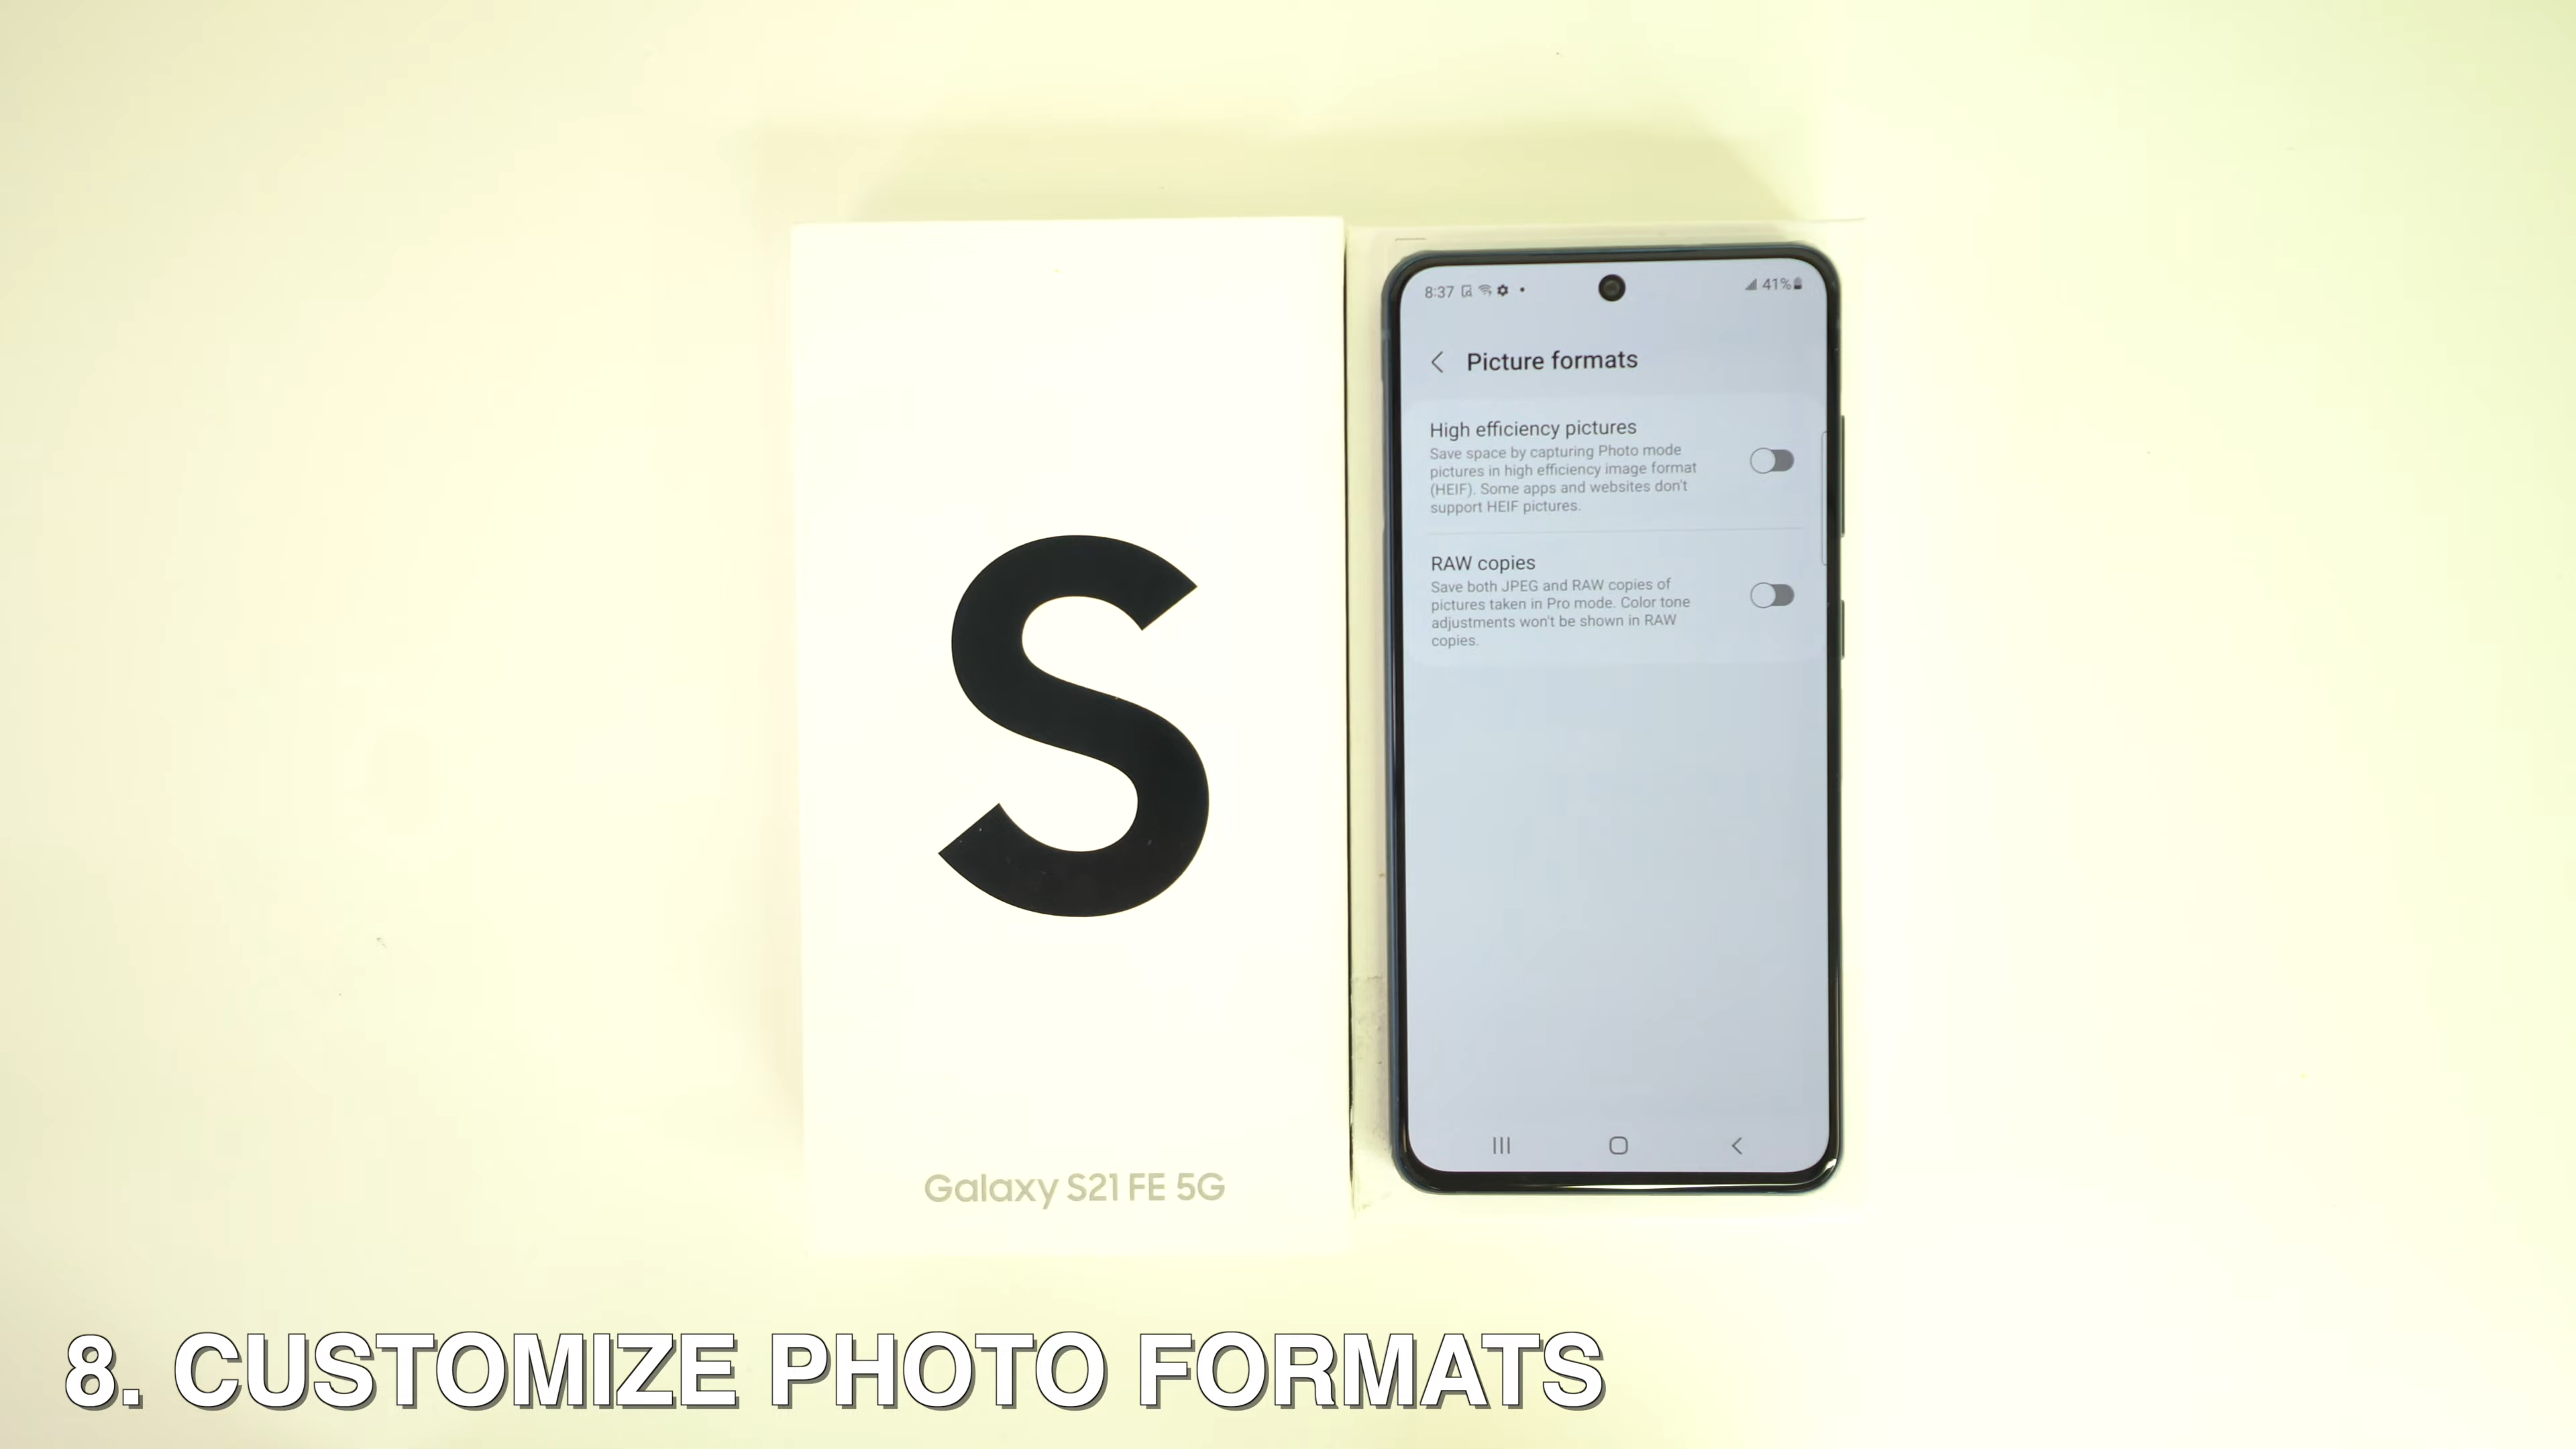 S
Galaxy S21 FE 5G
8:37
41%
Picture formats
High efficiency pictures
Save space by capturing Photo mode
pictures in high efficiency image format
(HEIF). Some apps and websites don't
support HEIF pictures.
RAW copies
Save both JPEG and RAW copies of
pictures taken in Pro mode. Color tone
adjustments won't be shown in RAW
copies.
8. CUSTOMIZE PHOTO FORMATS